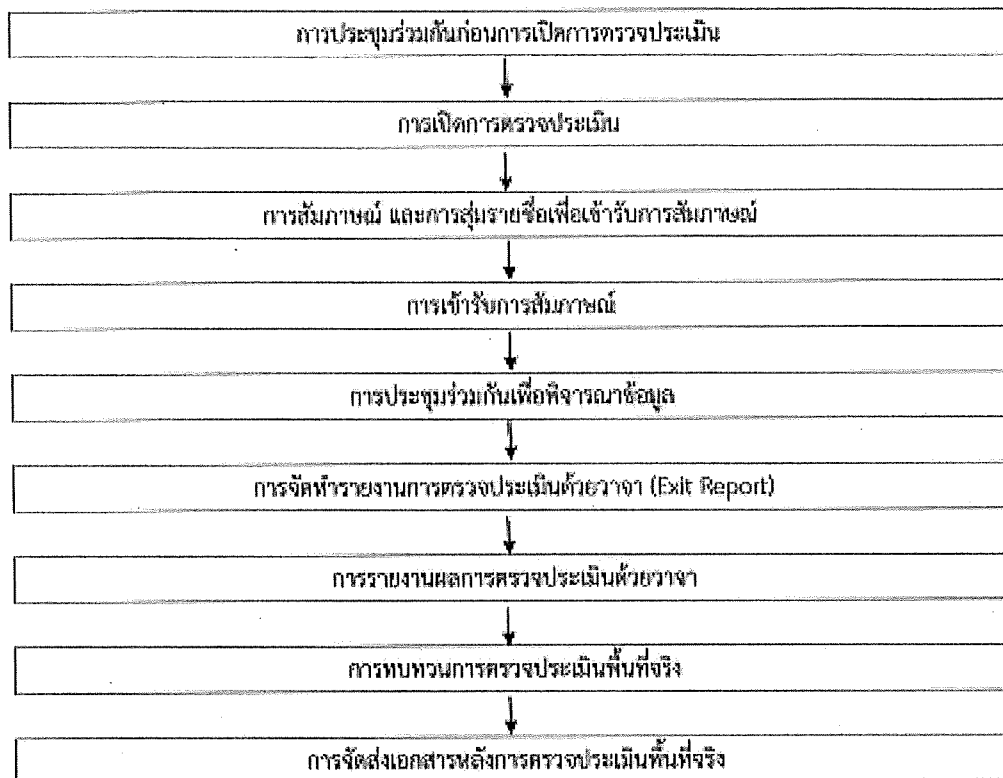 การประชุมร่วมกันก่อนการเปิดการตรวจประเมิน
การเปิดการตรวจประเมิน
การสัมภาษณ์ และการสุ่มรายชื่อเพื่อเข้ารับการสัมภาษณ์
การเข้ารับการสัมภาษณ์
การประชุมร่วมกันเพื่อพิจารณาข้อมูล
การจัดทำรายงานการตรวจประเมินด้วยวาจา (Exit Report)
การรายงานผลการตรวจประเมินด้วยวาจา
การทบทวนการตรวจประเมินพื้นที่จริง
การจัดส่งเอกสารหลังการตรวจประเมินพื้นที่จริง